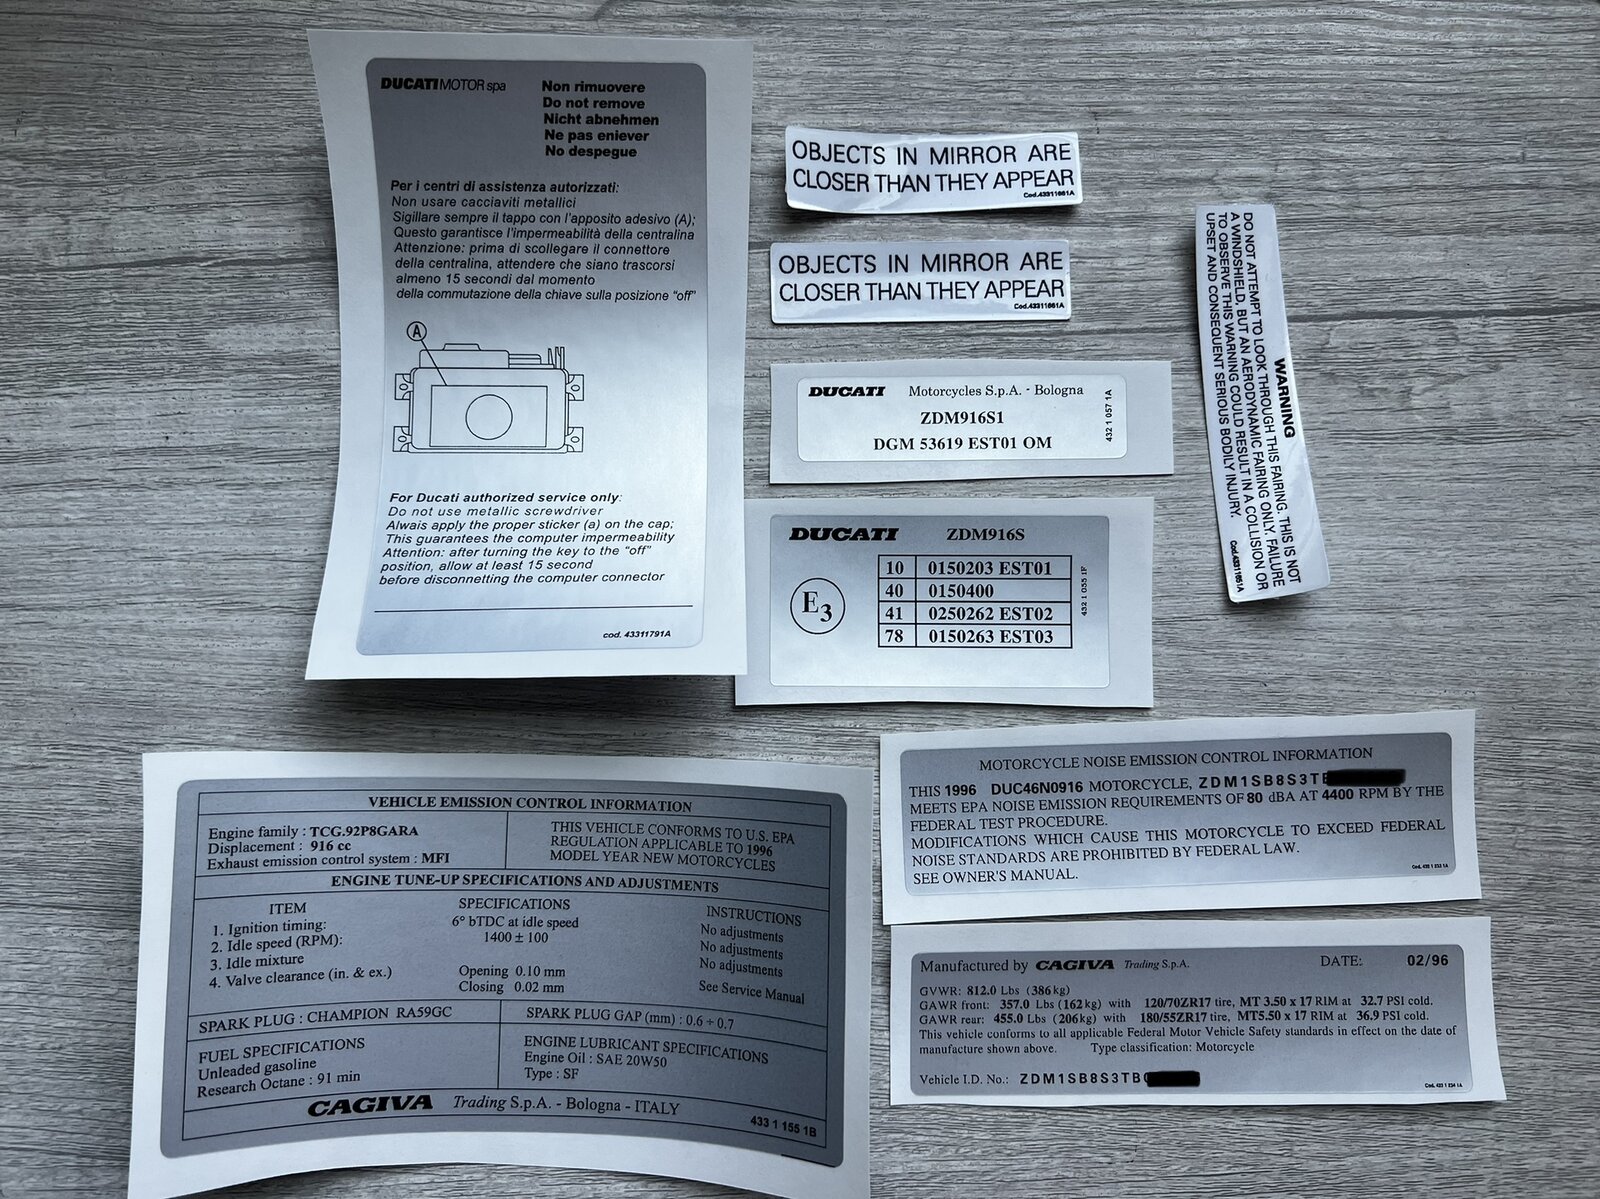 DUCATIMOTOR spa
Non rimuovere
Do not remove
Nicht abnehmen
Ne pas eniever
No despegue
Per i centri di assistenza autorizzati:
Non usare cacciaviti metallici
Sigillare sempre il tappo con l'apposito adesivo (A);
Questo garantisce l'impermeabilità della centralina
Attenzione: prima di scollegare il connettore
della centralina, attendere che siano trascorsi
almeno 15 secondi dal momento
della commutazione della chiave sulla posizione "off"
A
For Ducati authorized service only:
Do not use metallic screwdriver
Alwais apply the proper sticker (a) on the cap;
This guarantees the computer impermeability
Attention: after turning the key to the "off"
position, allow at least 15 second
before disconnetting the computer connector
cod. 43311791A
OBJECTS IN MIRROR ARE
CLOSER THAN THEY APPEAR
Cod.43311661A
OBJECTS IN MIRROR ARE
CLOSER THAN THEY APPEAR
Cod.43311661A
DUCATI Motorcycles S.p.A. - Bologna
ZDM916S1
DGM 53619 EST01 OM
432 1 057 1A
DUCATI ZDM916S
E3
10 0150203 EST01
40 0150400
41 0250262 EST02
78 0150263 EST03
432 1 055 1F
WARNING
DO NOT ATTEMPT TO LOOK THROUGH THIS FAIRING. THIS IS NOT
A WINDSHIELD, BUT AN AERODYNAMIC FAIRING ONLY. FAILURE
TO OBSERVE THIS WARNING COULD RESULT IN A COLLISION OR
UPSET AND CONSEQUENT SERIOUS BODILY INJURY.
Cod.43311651A
VEHICLE EMISSION CONTROL INFORMATION
Engine family : TCG.92P8GARA
Displacement : 916 cc
Exhaust emission control system : MFI
THIS VEHICLE CONFORMS TO U.S. EPA
REGULATION APPLICABLE TO 1996
MODEL YEAR NEW MOTORCYCLES
ENGINE TUNE-UP SPECIFICATIONS AND ADJUSTMENTS
ITEM SPECIFICATIONS INSTRUCTIONS
1. Ignition timing: 6° bTDC at idle speed No adjustments
2. Idle speed (RPM): 1400 ± 100 No adjustments
3. Idle mixture No adjustments
4. Valve clearance (in. & ex.) Opening 0.10 mm
Closing 0.02 mm See Service Manual
SPARK PLUG : CHAMPION RA59GC
SPARK PLUG GAP (mm) : 0.6 ÷ 0.7
FUEL SPECIFICATIONS
Unleaded gasoline
Research Octane : 91 min
ENGINE LUBRICANT SPECIFICATIONS
Engine Oil : SAE 20W50
Type : SF
CAGIVA Trading S.p.A. - Bologna - ITALY
433 1 155 1B
MOTORCYCLE NOISE EMISSION CONTROL INFORMATION
THIS 1996 DUC46N0916 MOTORCYCLE, ZDM1SB8S3T
MEETS EPA NOISE EMISSION REQUIREMENTS OF 80 dBA AT 4400 RPM BY THE
FEDERAL TEST PROCEDURE.
MODIFICATIONS WHICH CAUSE THIS MOTORCYCLE TO EXCEED FEDERAL
NOISE STANDARDS ARE PROHIBITED BY FEDERAL LAW.
SEE OWNER'S MANUAL.
Manufactured by CAGIVA Trading S.p.A. DATE: 02/96
GVWR: 812.0 Lbs (386kg)
GAWR front: 357.0 Lbs (162kg) with 120/70ZR17 tire, MT 3.50 x 17 RIM at 32.7 PSI cold.
GAWR rear: 455.0 Lbs (206kg) with 180/55ZR17 tire, MT5.50 x 17 RIM at 36.9 PSI cold.
This vehicle conforms to all applicable Federal Motor Vehicle Safety standards in effect on the date of
manufacture shown above. Type classification: Motorcycle
Vehicle I.D. No.: ZDM1SB8S3TB